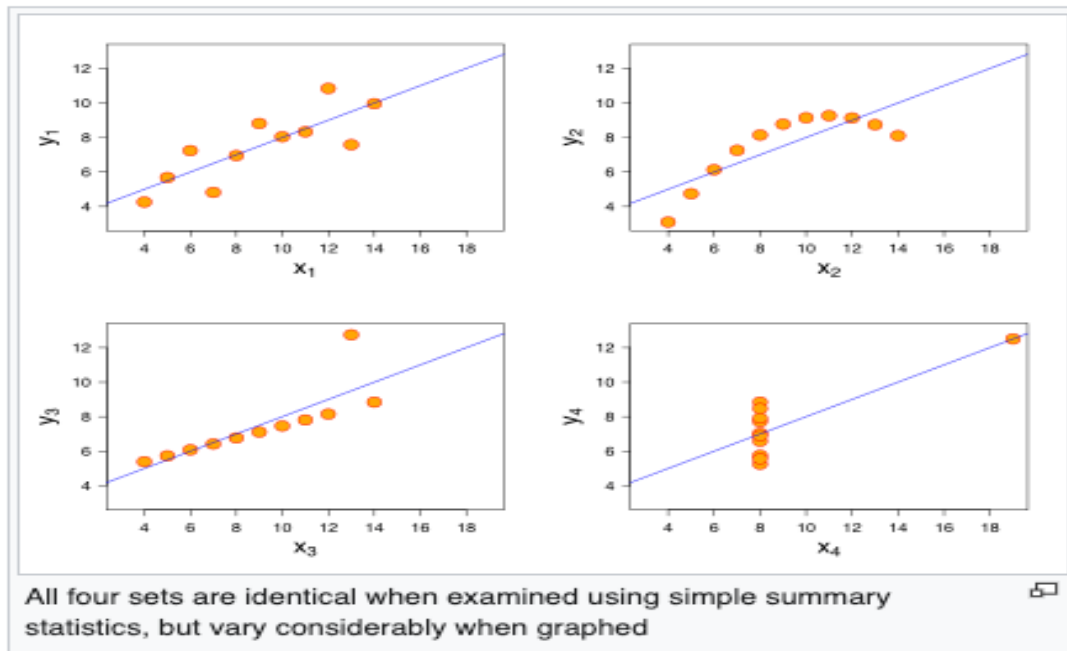 12
10
8
6
4
y₁
4 6 8 10 12 14 16 18
x₁
12
10
8
6
4
y₂
4 6 8 10 12 14 16 18
x₂
12
10
8
6
4
y₃
4 6 8 10 12 14 16 18
x₃
12
10
8
6
4
y₄
4 6 8 10 12 14 16 18
x₄
All four sets are identical when examined using simple summary
statistics, but vary considerably when graphed